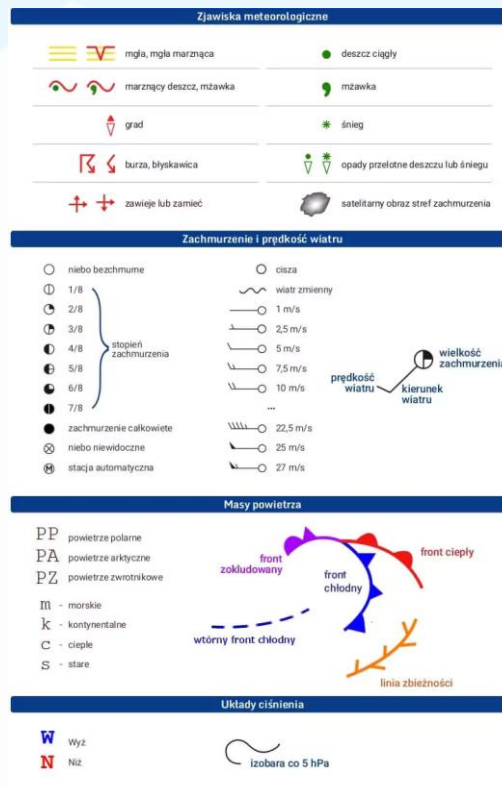 Zjawiska meteorologiczne
mgła, mgła marznąca
deszcz ciągły
marznący deszcz, mżawka
mżawka
grad
śnieg
burza, błyskawica
opady przelotne deszczu lub śniegu
zawieje lub zamieć
satelitarny obraz stref zachmurzenia
Zachmurzenie i prędkość wiatru
niebo bezchmurne
1/8
2/8
3/8
4/8
5/8
6/8
7/8
stopień
zachmurzenia
zachmurzenie całkowiete
niebo niewidoczne
M
stacja automatyczna
cisza
wiatr zmienny
1 m/s
2,5 m/s
5 m/s
7,5 m/s
10 m/s
...
22,5 m/s
25 m/s
27 m/s
wielkość
zachmurzenia
prędkość
wiatru
kierunek
wiatru
Masy powietrza
PP powietrze polarne
PA powietrze arktyczne
PZ powietrze zwrotnikowe
m - morskie
k - kontynentalne
c - ciepłe
s - stare
front
zokludowany
front ciepły
front
chłodny
wtórny front chłodny
linia zbieżności
Układy ciśnienia
W Wyż
N Niż
izobara co 5 hPa